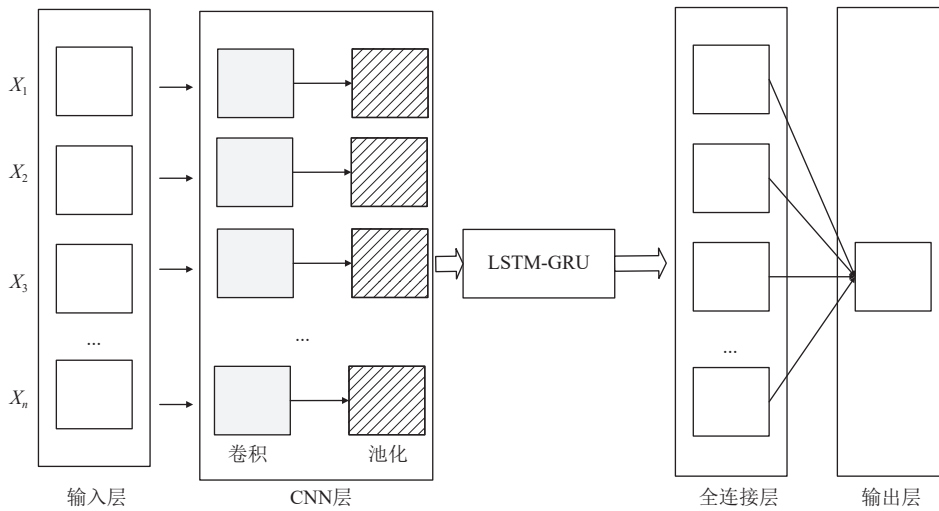 X1
X2
X3
...
Xn
输入层
...
卷积
池化
CNN层
LSTM-GRU
...
全连接层
输出层